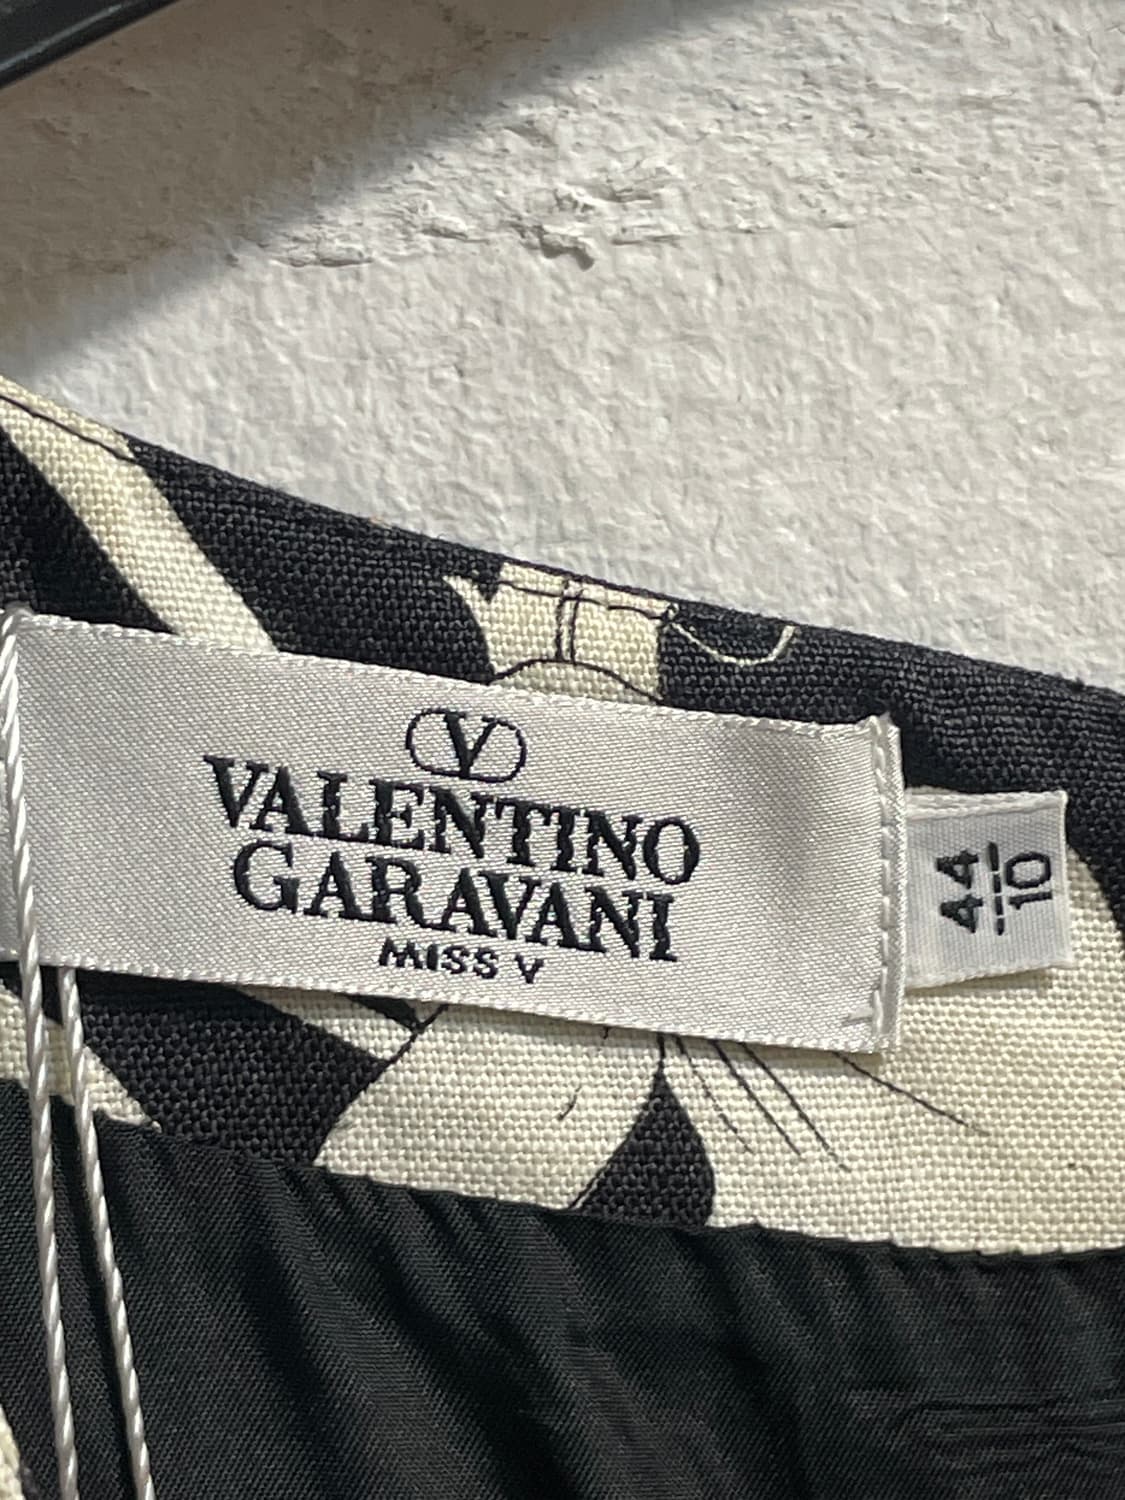 V
VALENTINO
GARAVANI
MISS V
44
10